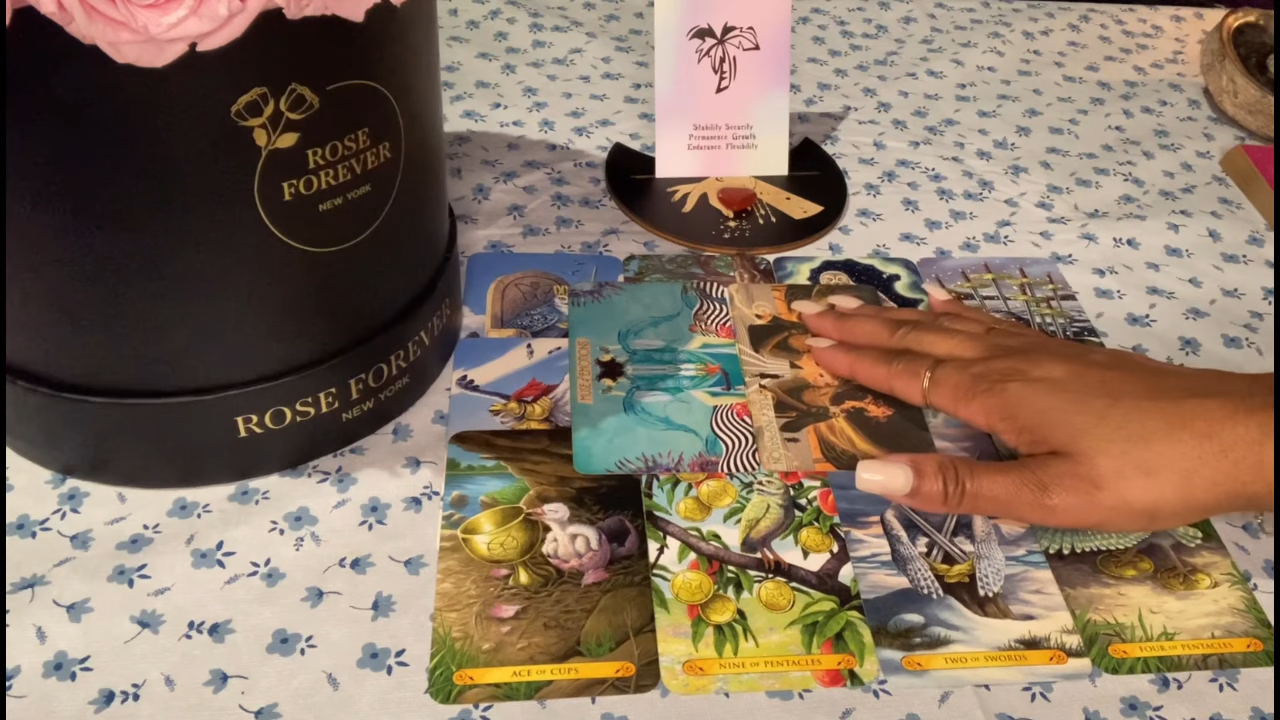 Stability Security
Permanence Growth
Endurance Flexibility
ROSE
FOREVER
NEW YORK
ROSE FOREVER
NEW YORK
ACE OF CUPS
NINE OF PENTACLES
TWO OF SWORDS
FOUR OF PENTACLES